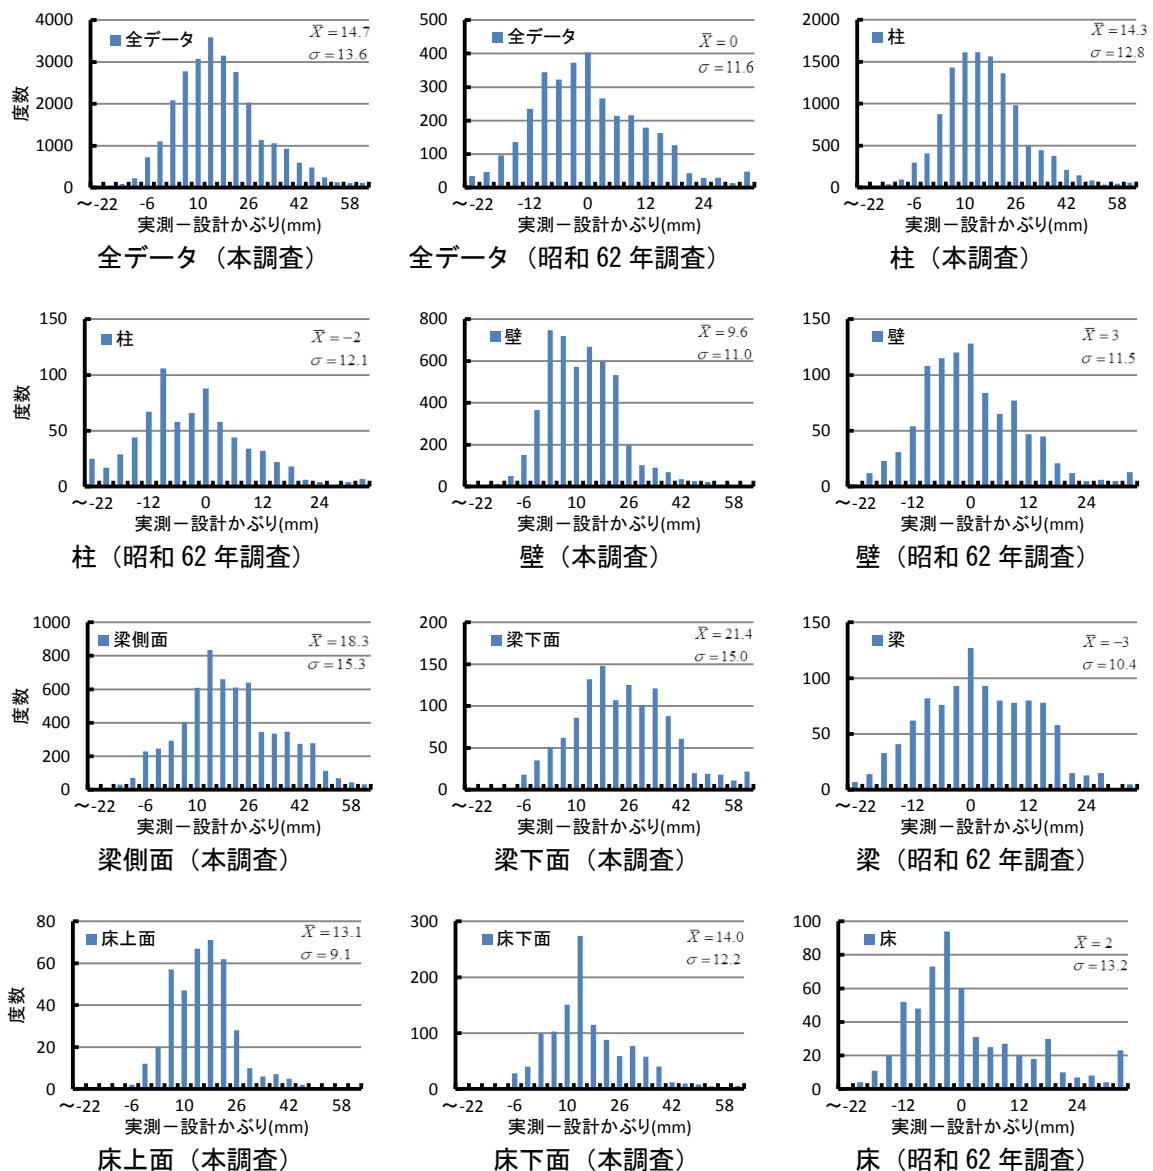 4000
3000
2000
1000
0
度数
全データ
X̄ = 14.7
σ = 13.6
～-22 -6 10 26 42 58
実測－設計かぶり(mm)
全データ（本調査）
500
400
300
200
100
0
全データ
X̄ = 0
σ = 11.6
～-22 -12 0 12 24
実測－設計かぶり(mm)
全データ（昭和 62 年調査）
2000
1500
1000
500
0
柱
X̄ = 14.3
σ = 12.8
～-22 -6 10 26 42 58
実測－設計かぶり(mm)
柱（本調査）
150
100
50
0
度数
柱
X̄ = −2
σ = 12.1
～-22 -12 0 12 24
実測－設計かぶり(mm)
柱（昭和 62 年調査）
800
600
400
200
0
壁
X̄ = 9.6
σ = 11.0
～-22 -6 10 26 42 58
実測－設計かぶり(mm)
壁（本調査）
150
100
50
0
壁
X̄ = 3
σ = 11.5
～-22 -12 0 12 24
実測－設計かぶり(mm)
壁（昭和 62 年調査）
1000
800
600
400
200
0
梁側面
X̄ = 18.3
σ = 15.3
～-22 -6 10 26 42 58
実測－設計かぶり(mm)
梁側面（本調査）
200
150
100
50
0
梁下面
X̄ = 21.4
σ = 15.0
～-22 -6 10 26 42 58
実測－設計かぶり(mm)
梁下面（本調査）
150
100
50
0
梁
X̄ = −3
σ = 10.4
～-22 -12 0 12 24
実測－設計かぶり(mm)
梁（昭和 62 年調査）
80
60
40
20
0
度数
床上面
X̄ = 13.1
σ = 9.1
～-22 -6 10 26 42 58
実測－設計かぶり(mm)
床上面（本調査）
300
200
100
0
床下面
X̄ = 14.0
σ = 12.2
～-22 -6 10 26 42 58
実測－設計かぶり(mm)
床下面（本調査）
100
80
60
40
20
0
床
X̄ = 2
σ = 13.2
～-22 -12 0 12 24
実測－設計かぶり(mm)
床（昭和 62 年調査）